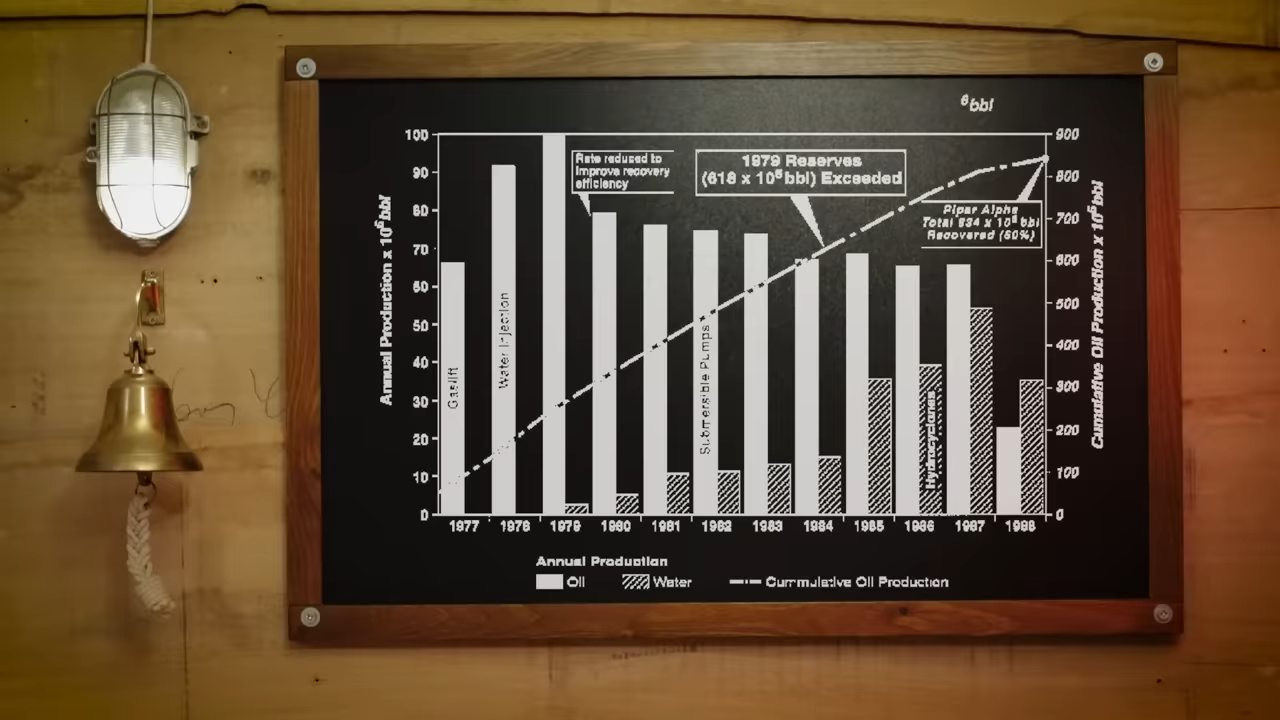 6bbl
100
90
80
70
60
50
40
30
20
10
0
Annual Production x 10⁶bbl
900
800
700
600
500
400
300
200
100
0
Cumulative Oil Production x 10⁶bbl
Rate reduced to
improve recovery
efficiency
1979 Reserves
(618 x 10⁶bbl) Exceeded
Piper Alpha
Total 834 x 10⁶ bbl
Recovered (60%)
Gaslift
Water Injection
Submersible Pumps
Hydrocyclones
1977 1978 1979 1980 1981 1982 1983 1984 1985 1986 1987 1988
Annual Production
Oil Water Cummulative Oil Production